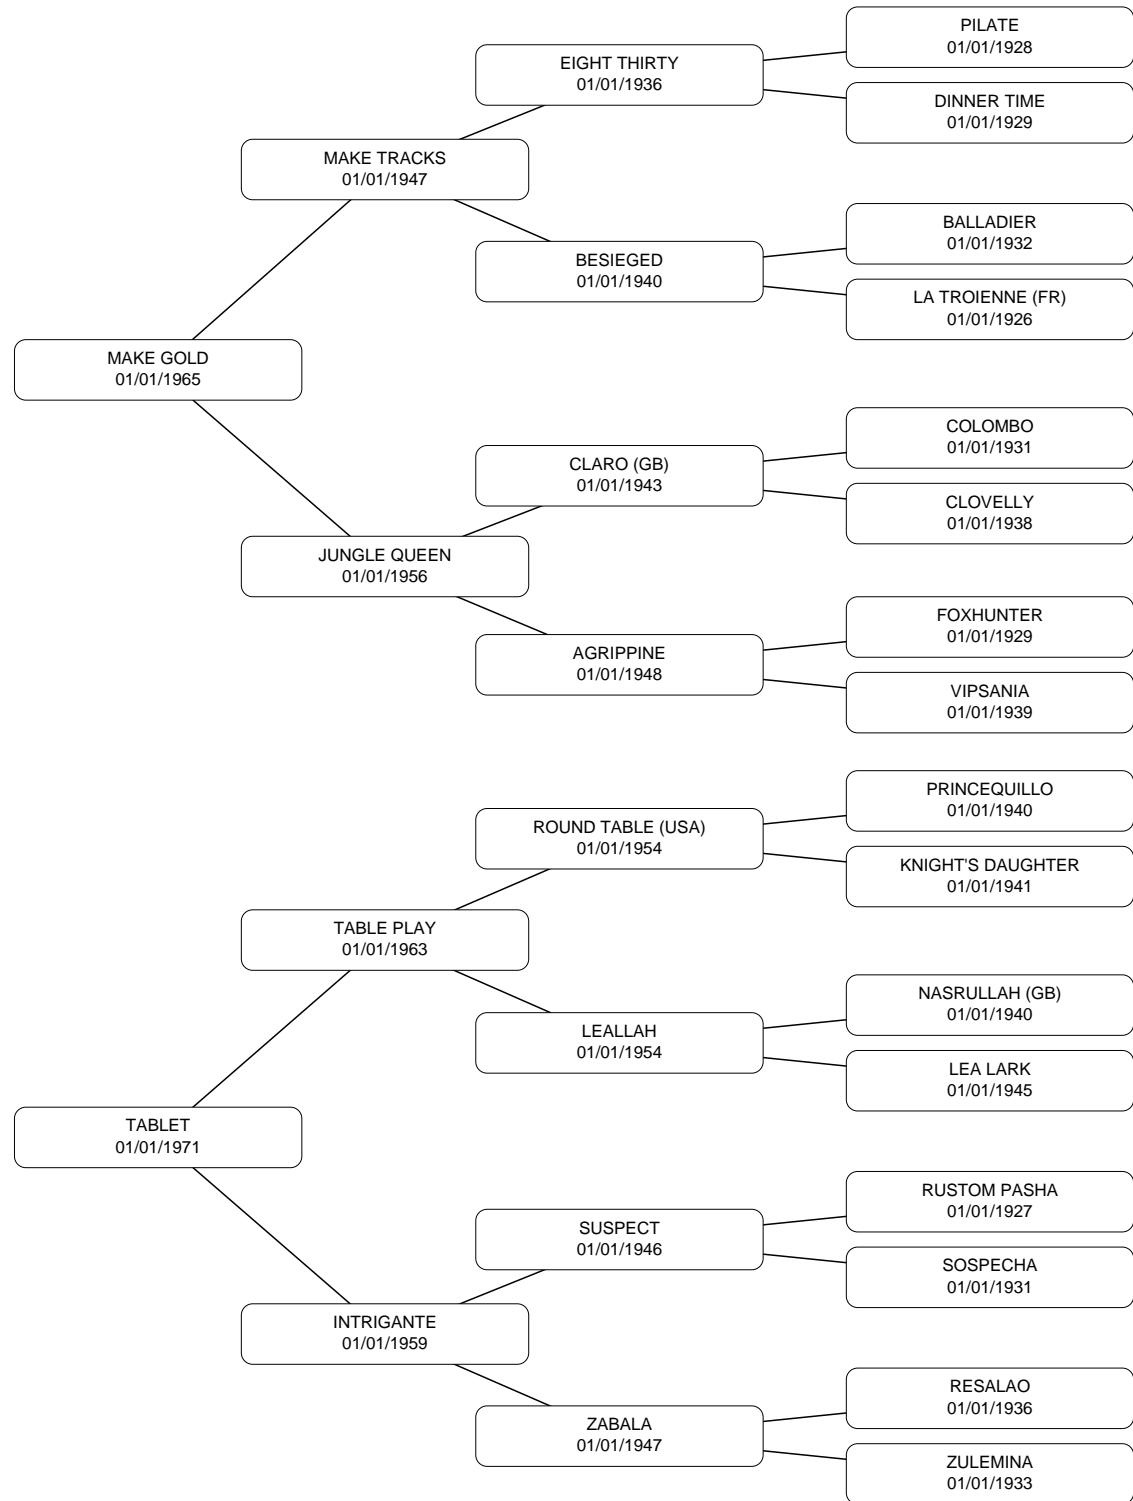 PILATE
01/01/1928
EIGHT THIRTY
01/01/1936
DINNER TIME
01/01/1929
MAKE TRACKS
01/01/1947
BALLADIER
01/01/1932
BESIEGED
01/01/1940
LA TROIENNE (FR)
01/01/1926
MAKE GOLD
01/01/1965
COLOMBO
01/01/1931
CLARO (GB)
01/01/1943
CLOVELLY
01/01/1938
JUNGLE QUEEN
01/01/1956
FOXHUNTER
01/01/1929
AGRIPPINE
01/01/1948
VIPSANIA
01/01/1939
PRINCEQUILLO
01/01/1940
ROUND TABLE (USA)
01/01/1954
KNIGHT'S DAUGHTER
01/01/1941
TABLE PLAY
01/01/1963
NASRULLAH (GB)
01/01/1940
LEALLAH
01/01/1954
LEA LARK
01/01/1945
TABLET
01/01/1971
RUSTOM PASHA
01/01/1927
SUSPECT
01/01/1946
SOSPECHA
01/01/1931
INTRIGANTE
01/01/1959
RESALAO
01/01/1936
ZABALA
01/01/1947
ZULEMINA
01/01/1933